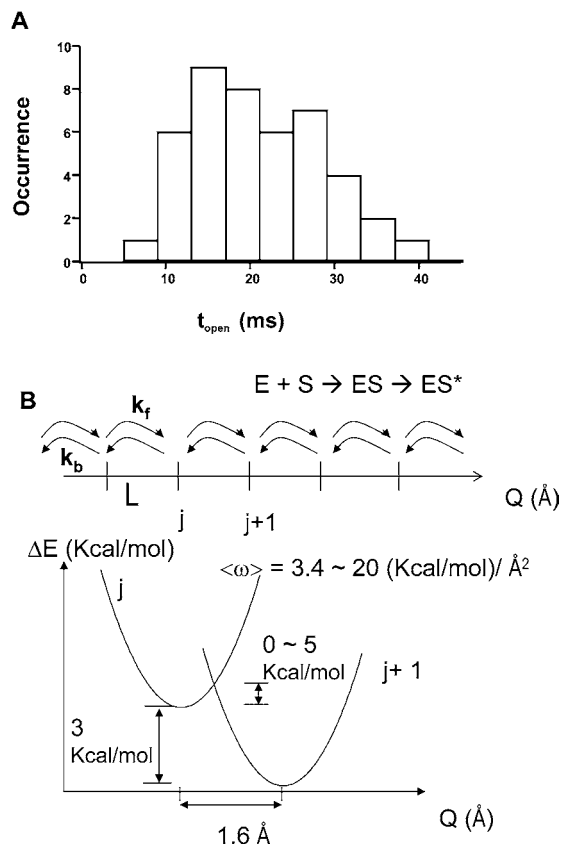 A
Occurrence
10
8
6
4
2
0
0 10 20 30 40
t_open (ms)
E + S → ES → ES*
B
k_f
k_b
L
j
j+1
Q (Å)
ΔE (Kcal/mol)
<ω> = 3.4 ~ 20 (Kcal/mol)/ Å²
j
0 ~ 5
Kcal/mol
j+ 1
3
Kcal/mol
1.6 Å
Q (Å)